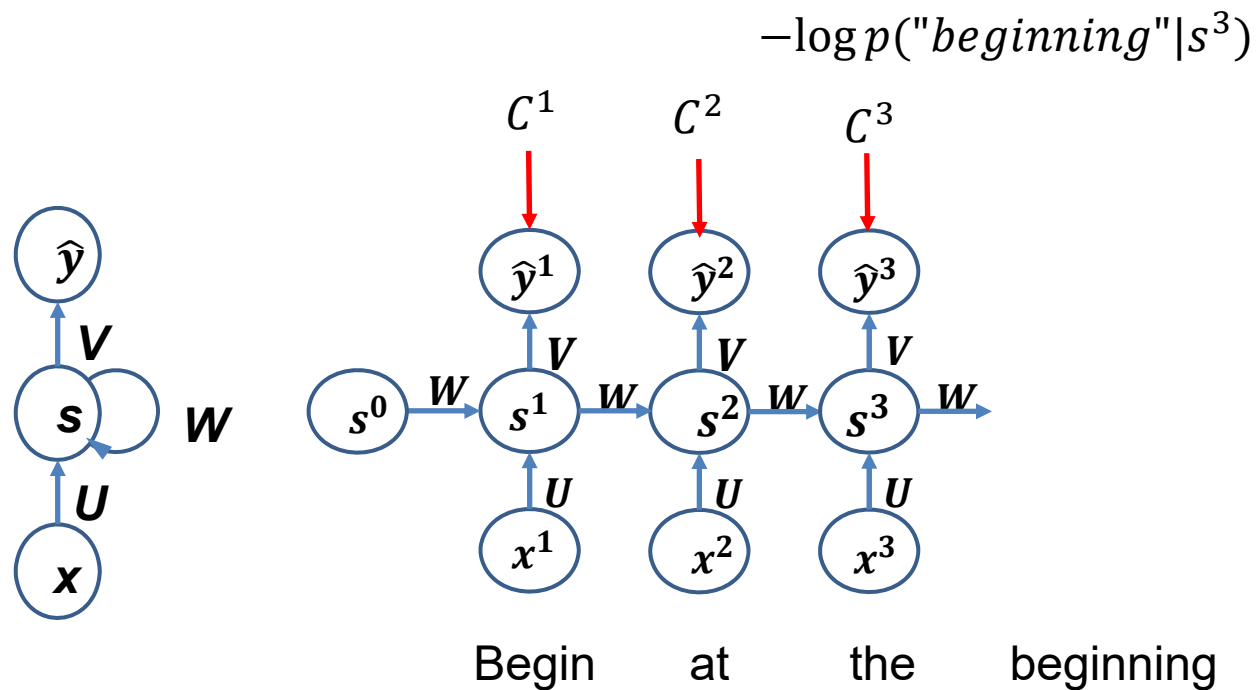 −log p("beginning"|s³)
C¹ C² C³
ŷ ŷ¹ ŷ² ŷ³
V V V V
s W s⁰ W s¹ W s² W s³ W
U U U U
x x¹ x² x³
Begin at the beginning